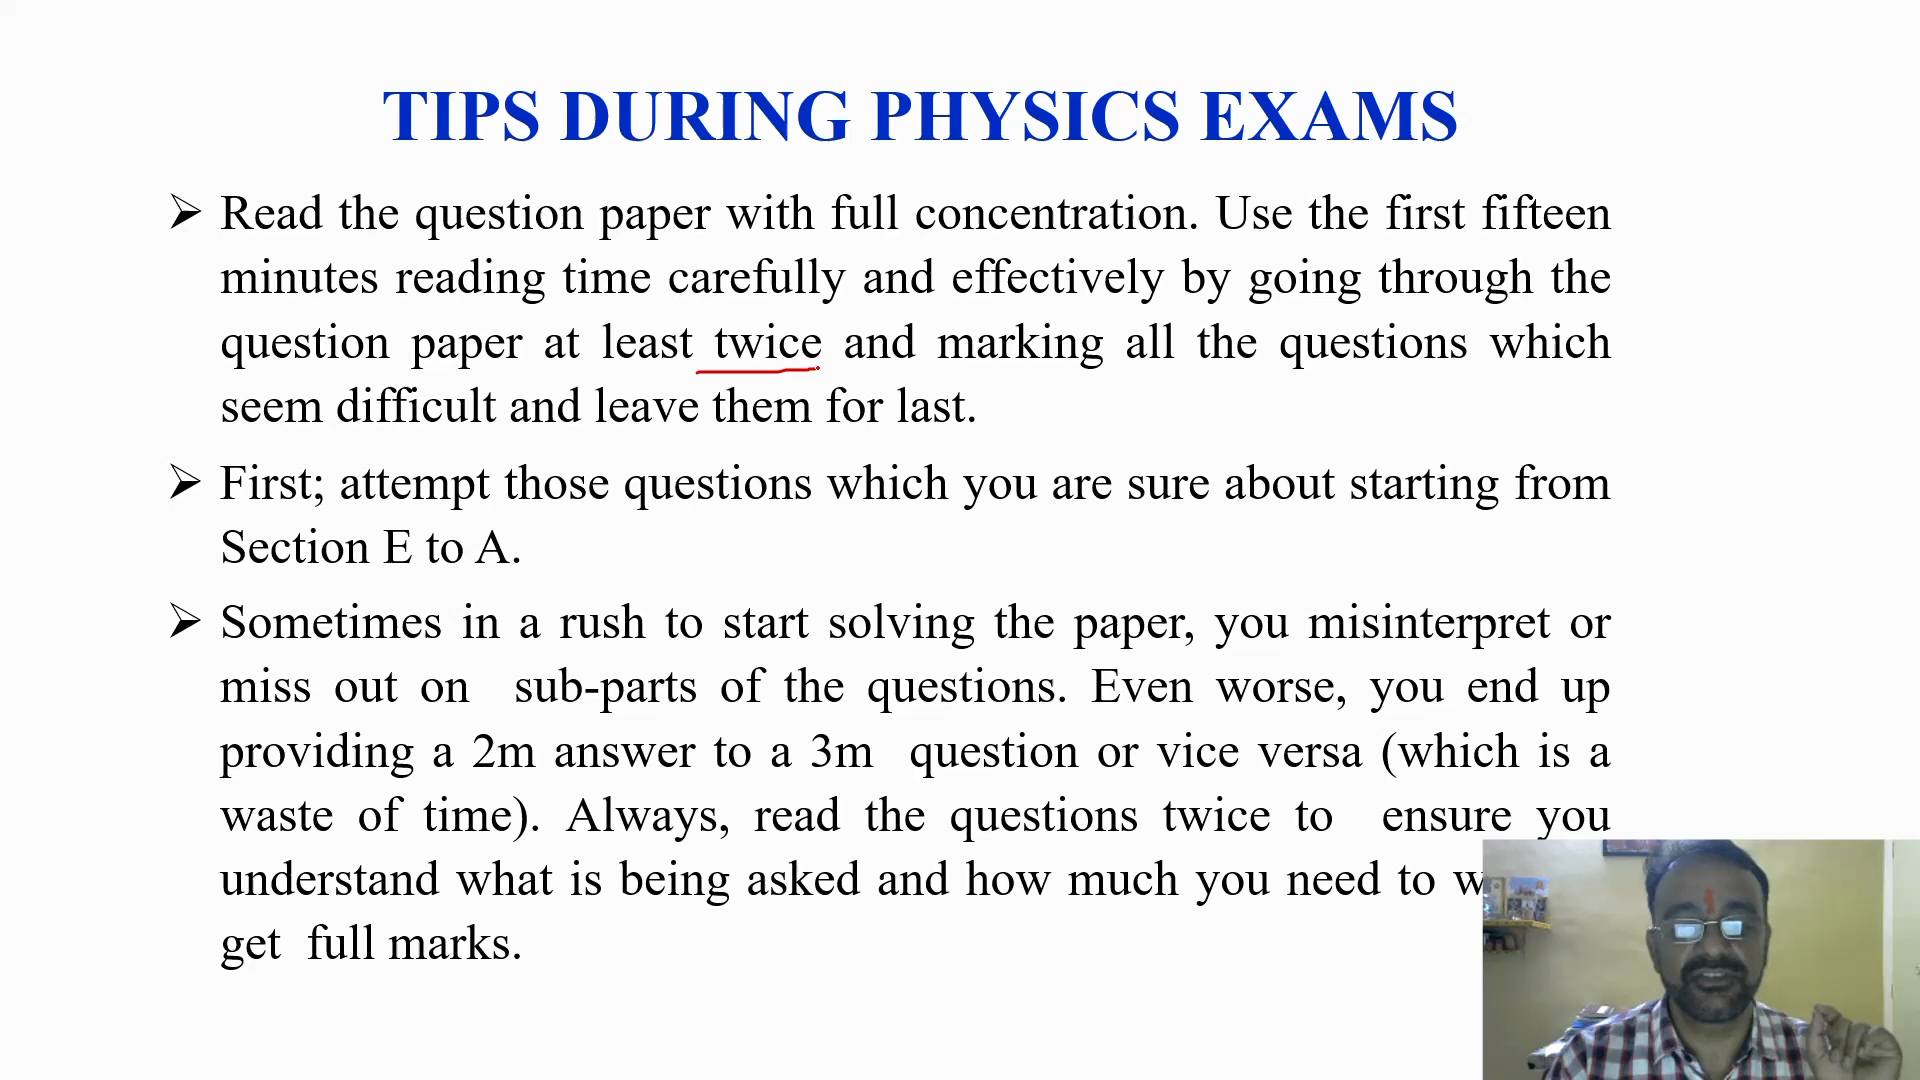 TIPS DURING PHYSICS EXAMS
Read the question paper with full concentration. Use the first fifteen
minutes reading time carefully and effectively by going through the
question paper at least twice and marking all the questions which
seem difficult and leave them for last.
First; attempt those questions which you are sure about starting from
Section E to A.
Sometimes in a rush to start solving the paper, you misinterpret or
miss out on sub-parts of the questions. Even worse, you end up
providing a 2m answer to a 3m question or vice versa (which is a
waste of time). Always, read the questions twice to ensure you
understand what is being asked and how much you need to
get full marks.